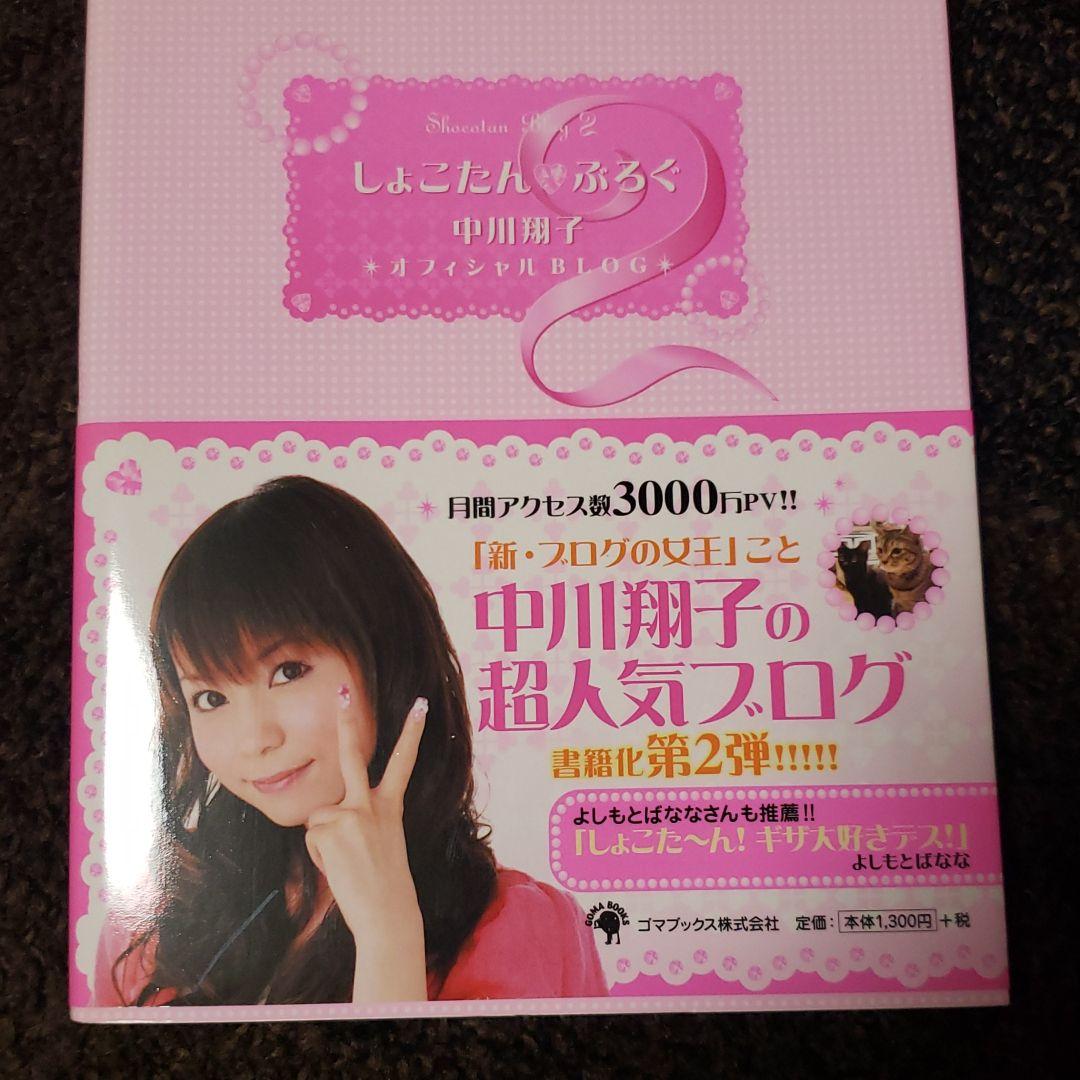 Shocotan Blog 2
しょこたん ぶろぐ
2
中川翔子
*オフィシャルBLOG*
月間アクセス数3000万PV!!
「新・ブログの女王」こと
中川翔子の
超人気ブログ
書籍化第2弾!!!!!
よしもとばななさんも推薦!!
「しょこた〜ん! ギザ大好きデス!」
よしもとばなな
GOMA BOOKS
ゴマブックス株式会社 定価:本体1,300円+税